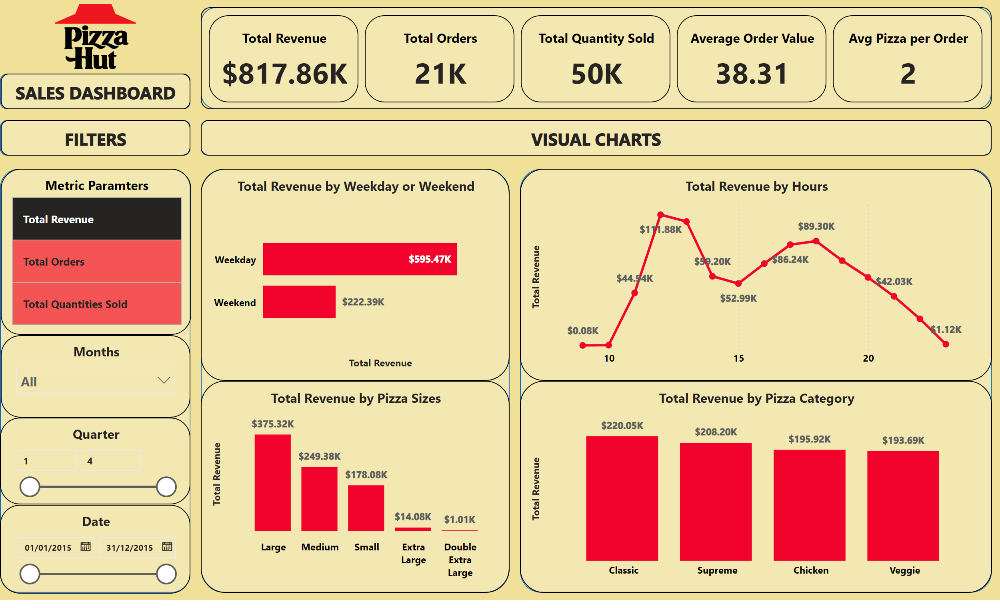 Pizza
Hut
SALES DASHBOARD
Total Revenue
$817.86K
Total Orders
21K
Total Quantity Sold
50K
Average Order Value
38.31
Avg Pizza per Order
2
FILTERS
VISUAL CHARTS
Metric Paramters
Total Revenue
Total Orders
Total Quantities Sold
Months
All
Quarter
1 4
Date
01/01/2015 31/12/2015
Total Revenue by Weekday or Weekend
Weekday $595.47K
Weekend $222.39K
Total Revenue
Total Revenue by Hours
Total Revenue
$0.08K
$44.94K
$111.88K
$59.20K
$52.99K
$86.24K
$89.30K
$42.03K
$1.12K
10 15 20
Total Revenue by Pizza Sizes
Total Revenue
$375.32K
$249.38K
$178.08K
$14.08K
$1.01K
Large
Medium
Small
Extra
Large
Double
Extra
Large
Total Revenue by Pizza Category
Total Revenue
$220.05K
$208.20K
$195.92K
$193.69K
Classic
Supreme
Chicken
Veggie